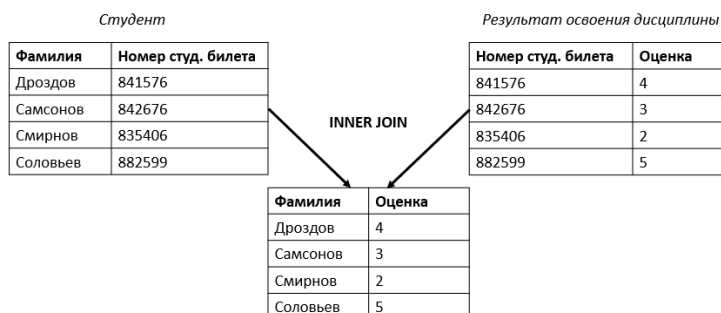 Студент
Результат освоения дисциплины
Фамилия Номер студ. билета
Дроздов 841576
Самсонов 842676
Смирнов 835406
Соловьев 882599
Номер студ. билета Оценка
841576 4
842676 3
835406 2
882599 5
INNER JOIN
Фамилия Оценка
Дроздов 4
Самсонов 3
Смирнов 2
Соловьев 5